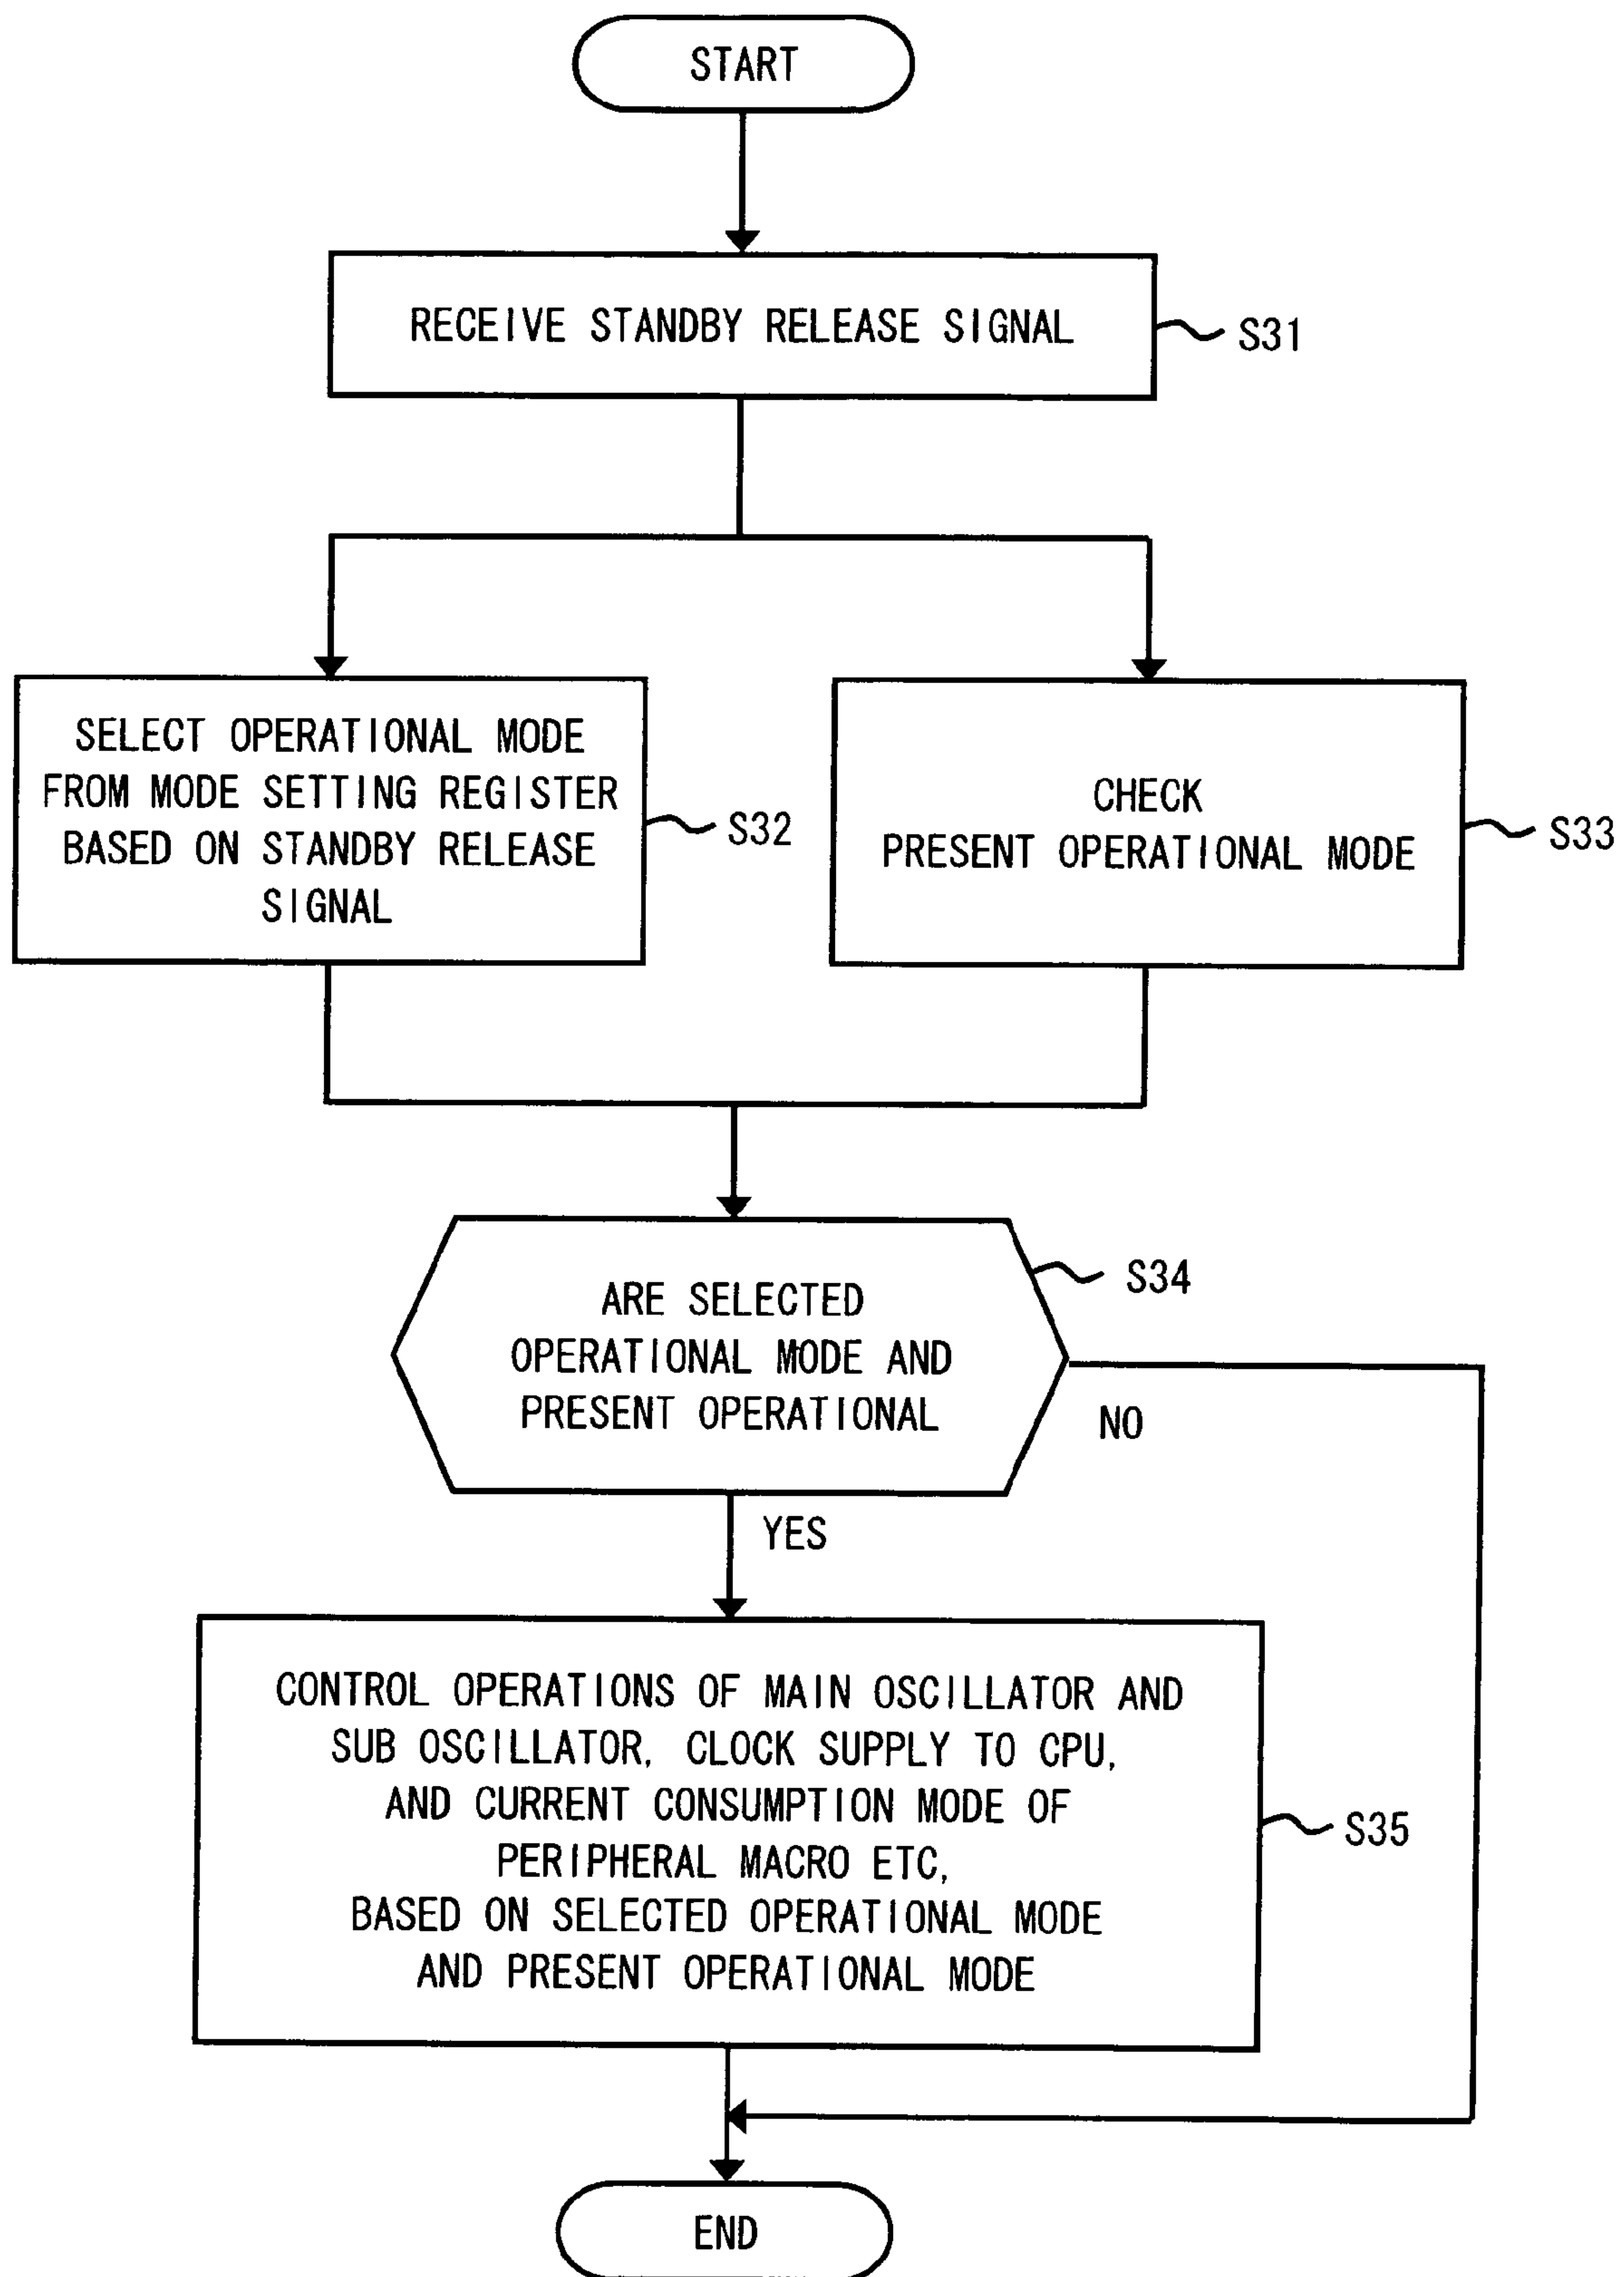 START
RECEIVE STANDBY RELEASE SIGNAL
S31
SELECT OPERATIONAL MODE
FROM MODE SETTING REGISTER
BASED ON STANDBY RELEASE
SIGNAL
S32
CHECK
PRESENT OPERATIONAL MODE
S33
ARE SELECTED
OPERATIONAL MODE AND
PRESENT OPERATIONAL
S34
NO
YES
CONTROL OPERATIONS OF MAIN OSCILLATOR AND
SUB OSCILLATOR, CLOCK SUPPLY TO CPU,
AND CURRENT CONSUMPTION MODE OF
PERIPHERAL MACRO ETC,
BASED ON SELECTED OPERATIONAL MODE
AND PRESENT OPERATIONAL MODE
S35
END